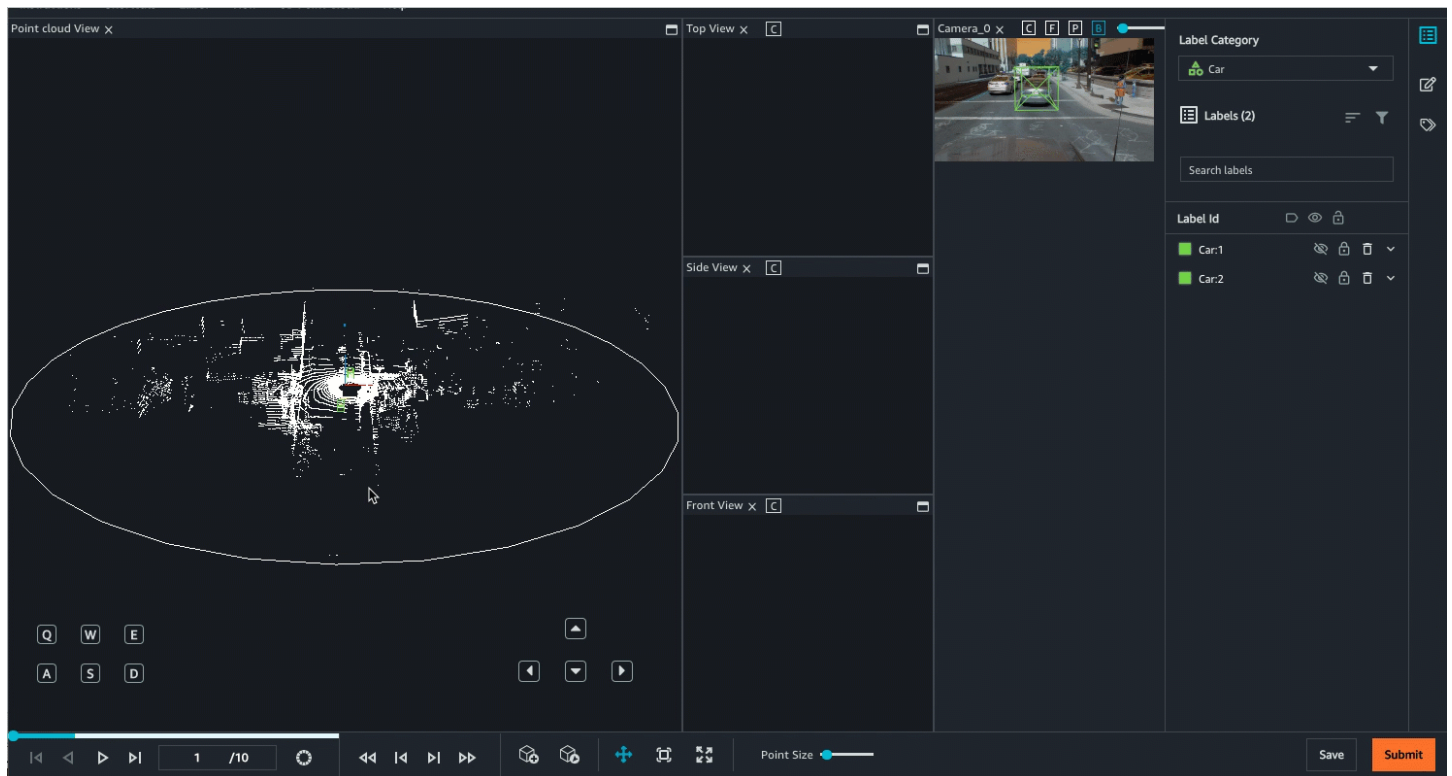 Point cloud View
Top View C
Camera_0 C F P B
Label Category
Car
Labels (2)
Search labels
Label Id
Car:1
Car:2
Side View C
Front View C
Q W E
A S D
1 /10
Point Size
Save
Submit